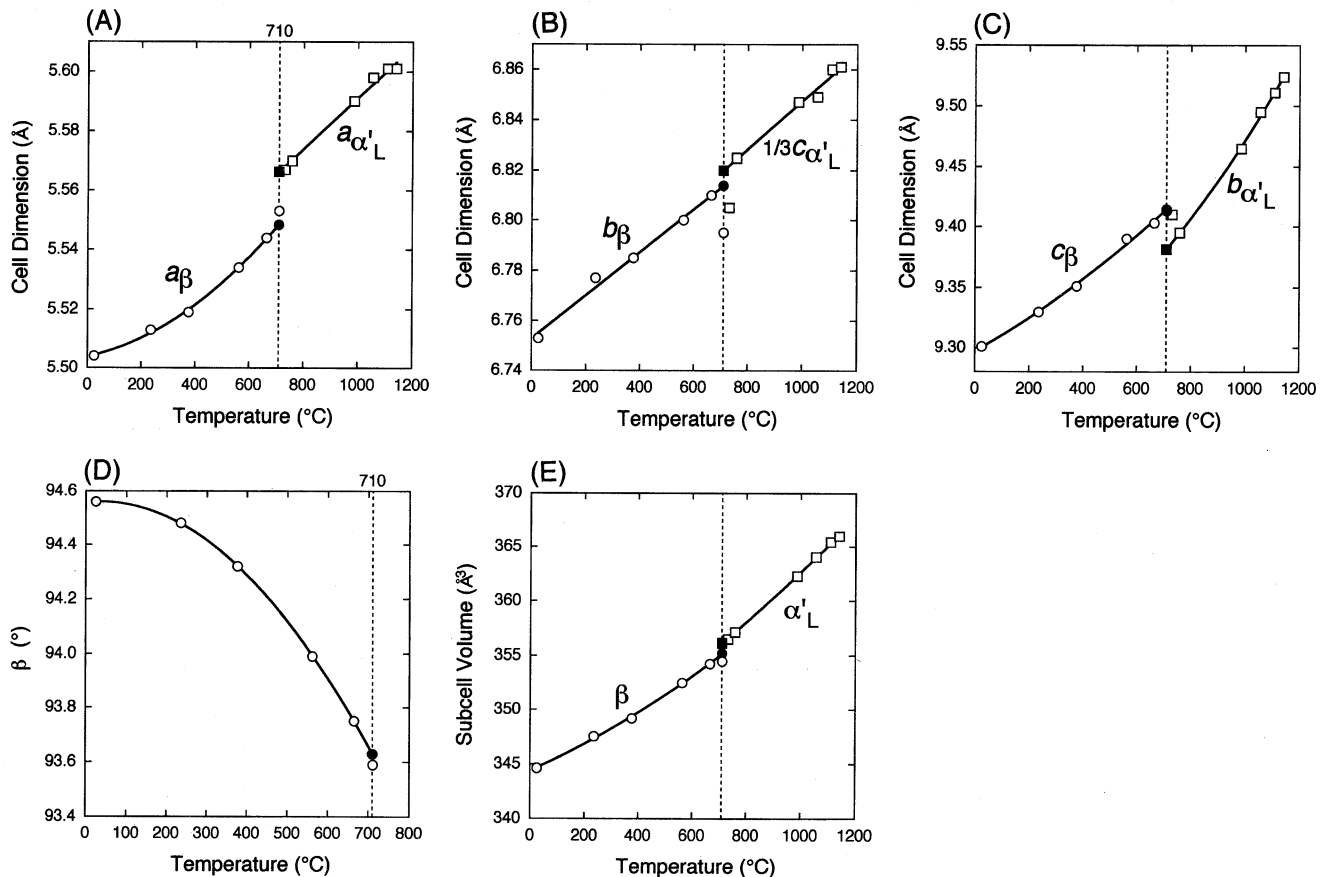 (A)
710
5.60
5.58
5.56
5.54
5.52
5.50
Cell Dimension (Å)
aα'L
aβ
0 200 400 600 800 1000 1200
Temperature (°C)
(B)
6.86
6.84
6.82
6.80
6.78
6.76
6.74
Cell Dimension (Å)
1/3cα'L
bβ
0 200 400 600 800 1000 1200
Temperature (°C)
(C)
9.55
9.50
9.45
9.40
9.35
9.30
Cell Dimension (Å)
bα'L
cβ
0 200 400 600 800 1000 1200
Temperature (°C)
(D)
710
94.6
94.4
94.2
94.0
93.8
93.6
93.4
β (°)
0 100 200 300 400 500 600 700 800
Temperature (°C)
(E)
370
365
360
355
350
345
340
Subcell Volume (Å³)
α'L
β
0 200 400 600 800 1000 1200
Temperature (°C)